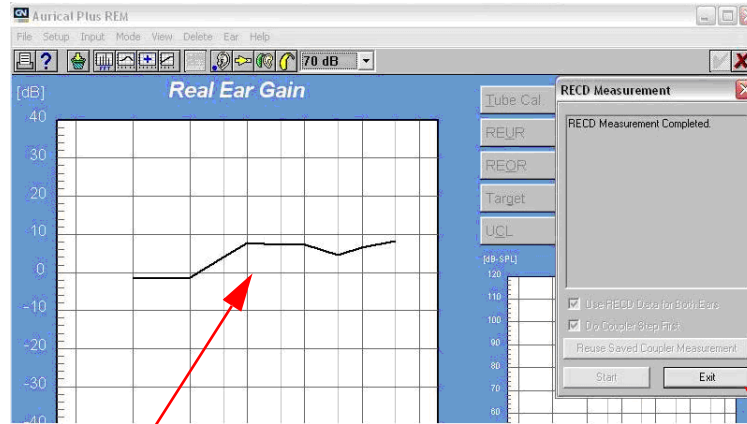 Aurical Plus REM
File Setup Input Mode View Delete Ear Help
70 dB
[dB]
Real Ear Gain
40
30
20
10
0
-10
-20
-30
-40
Tube Cal
REUR
REOR
Target
UCL
[dB-SPL]
120
110
100
90
80
70
60
RECD Measurement
RECD Measurement Completed.
Use RECD Data for Both Ears
Do Coupler Step First
Reuse Saved Coupler Measurement
Start
Exit